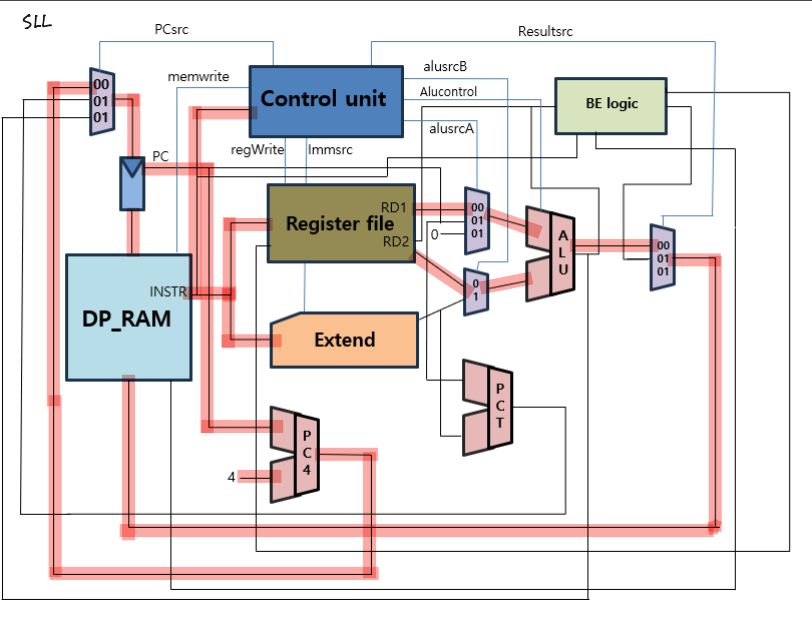 SLL
PCsrc
Resultsrc
memwrite
alusrcB
Alucontrol
alusrcA
Control unit
BE logic
00
01
01
PC
regWrite
Immsrc
Register file
RD1
RD2
00
01
01
0
0
1
A
L
U
00
01
01
INSTR
DP_RAM
Extend
P
C
T
P
C
4
4